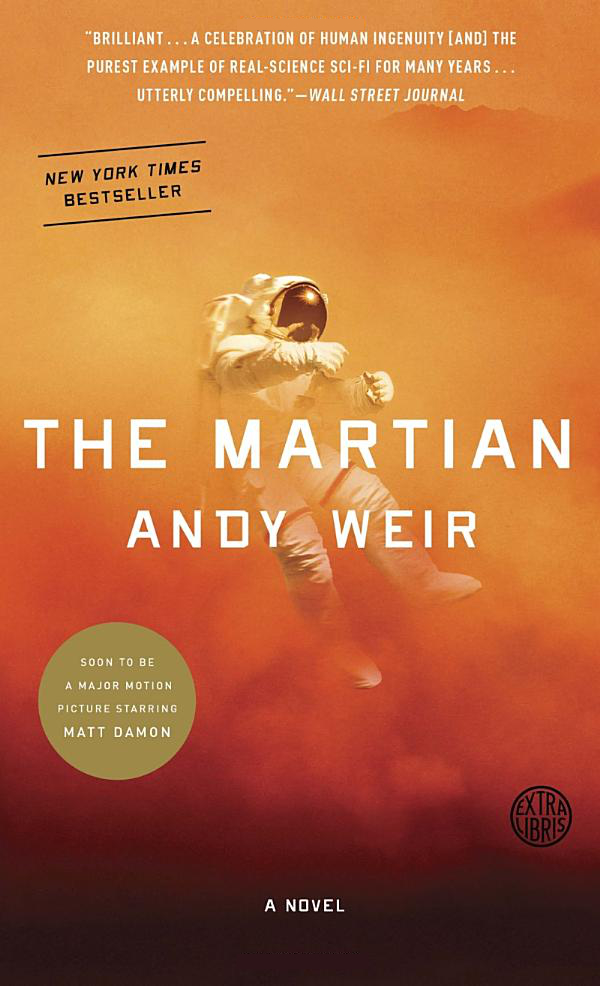 "BRILLIANT . . . A CELEBRATION OF HUMAN INGENUITY [AND] THE
PUREST EXAMPLE OF REAL-SCIENCE SCI-FI FOR MANY YEARS . . .
UTTERLY COMPELLING."—WALL STREET JOURNAL
NEW YORK TIMES
BESTSELLER
THE MARTIAN
ANDY WEIR
SOON TO BE
A MAJOR MOTION
PICTURE STARRING
MATT DAMON
EXTRA
LIBRIS
A NOVEL